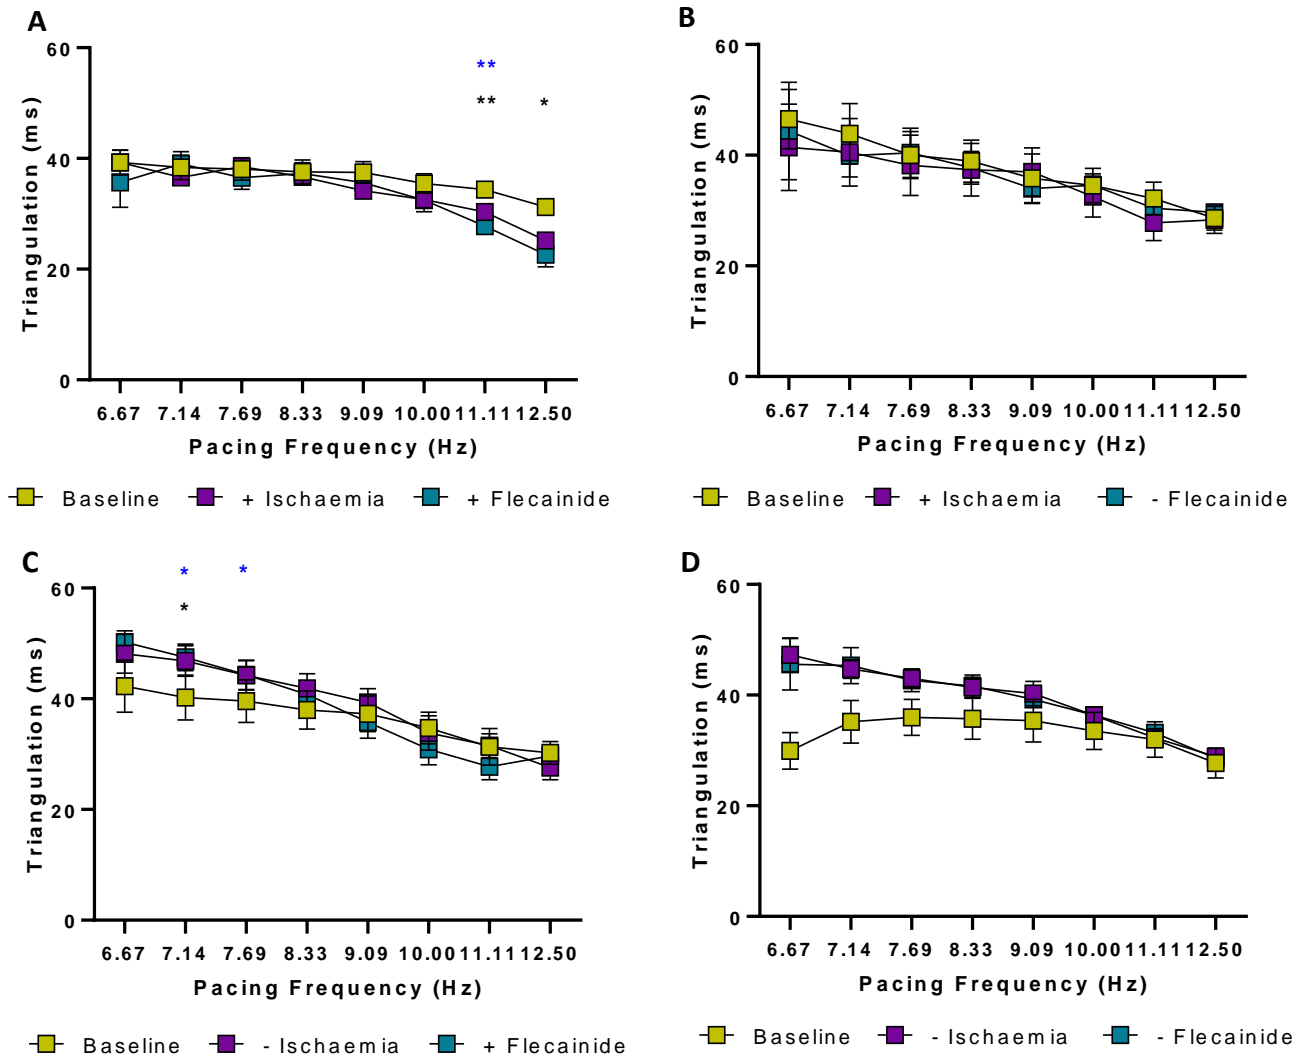 A
Triangulation (ms)
60
40
20
0
**
**
*
6.67 7.14 7.69 8.33 9.09 10.00 11.11 12.50
Pacing Frequency (Hz)
Baseline + Ischaemia + Flecainide
B
Triangulation (ms)
60
40
20
0
6.67 7.14 7.69 8.33 9.09 10.00 11.11 12.50
Pacing Frequency (Hz)
Baseline + Ischaemia - Flecainide
C
Triangulation (ms)
60
40
20
0
* *
*
6.67 7.14 7.69 8.33 9.09 10.00 11.11 12.50
Pacing Frequency (Hz)
Baseline - Ischaemia + Flecainide
D
Triangulation (ms)
60
40
20
0
6.67 7.14 7.69 8.33 9.09 10.00 11.11 12.50
Pacing Frequency (Hz)
Baseline - Ischaemia - Flecainide